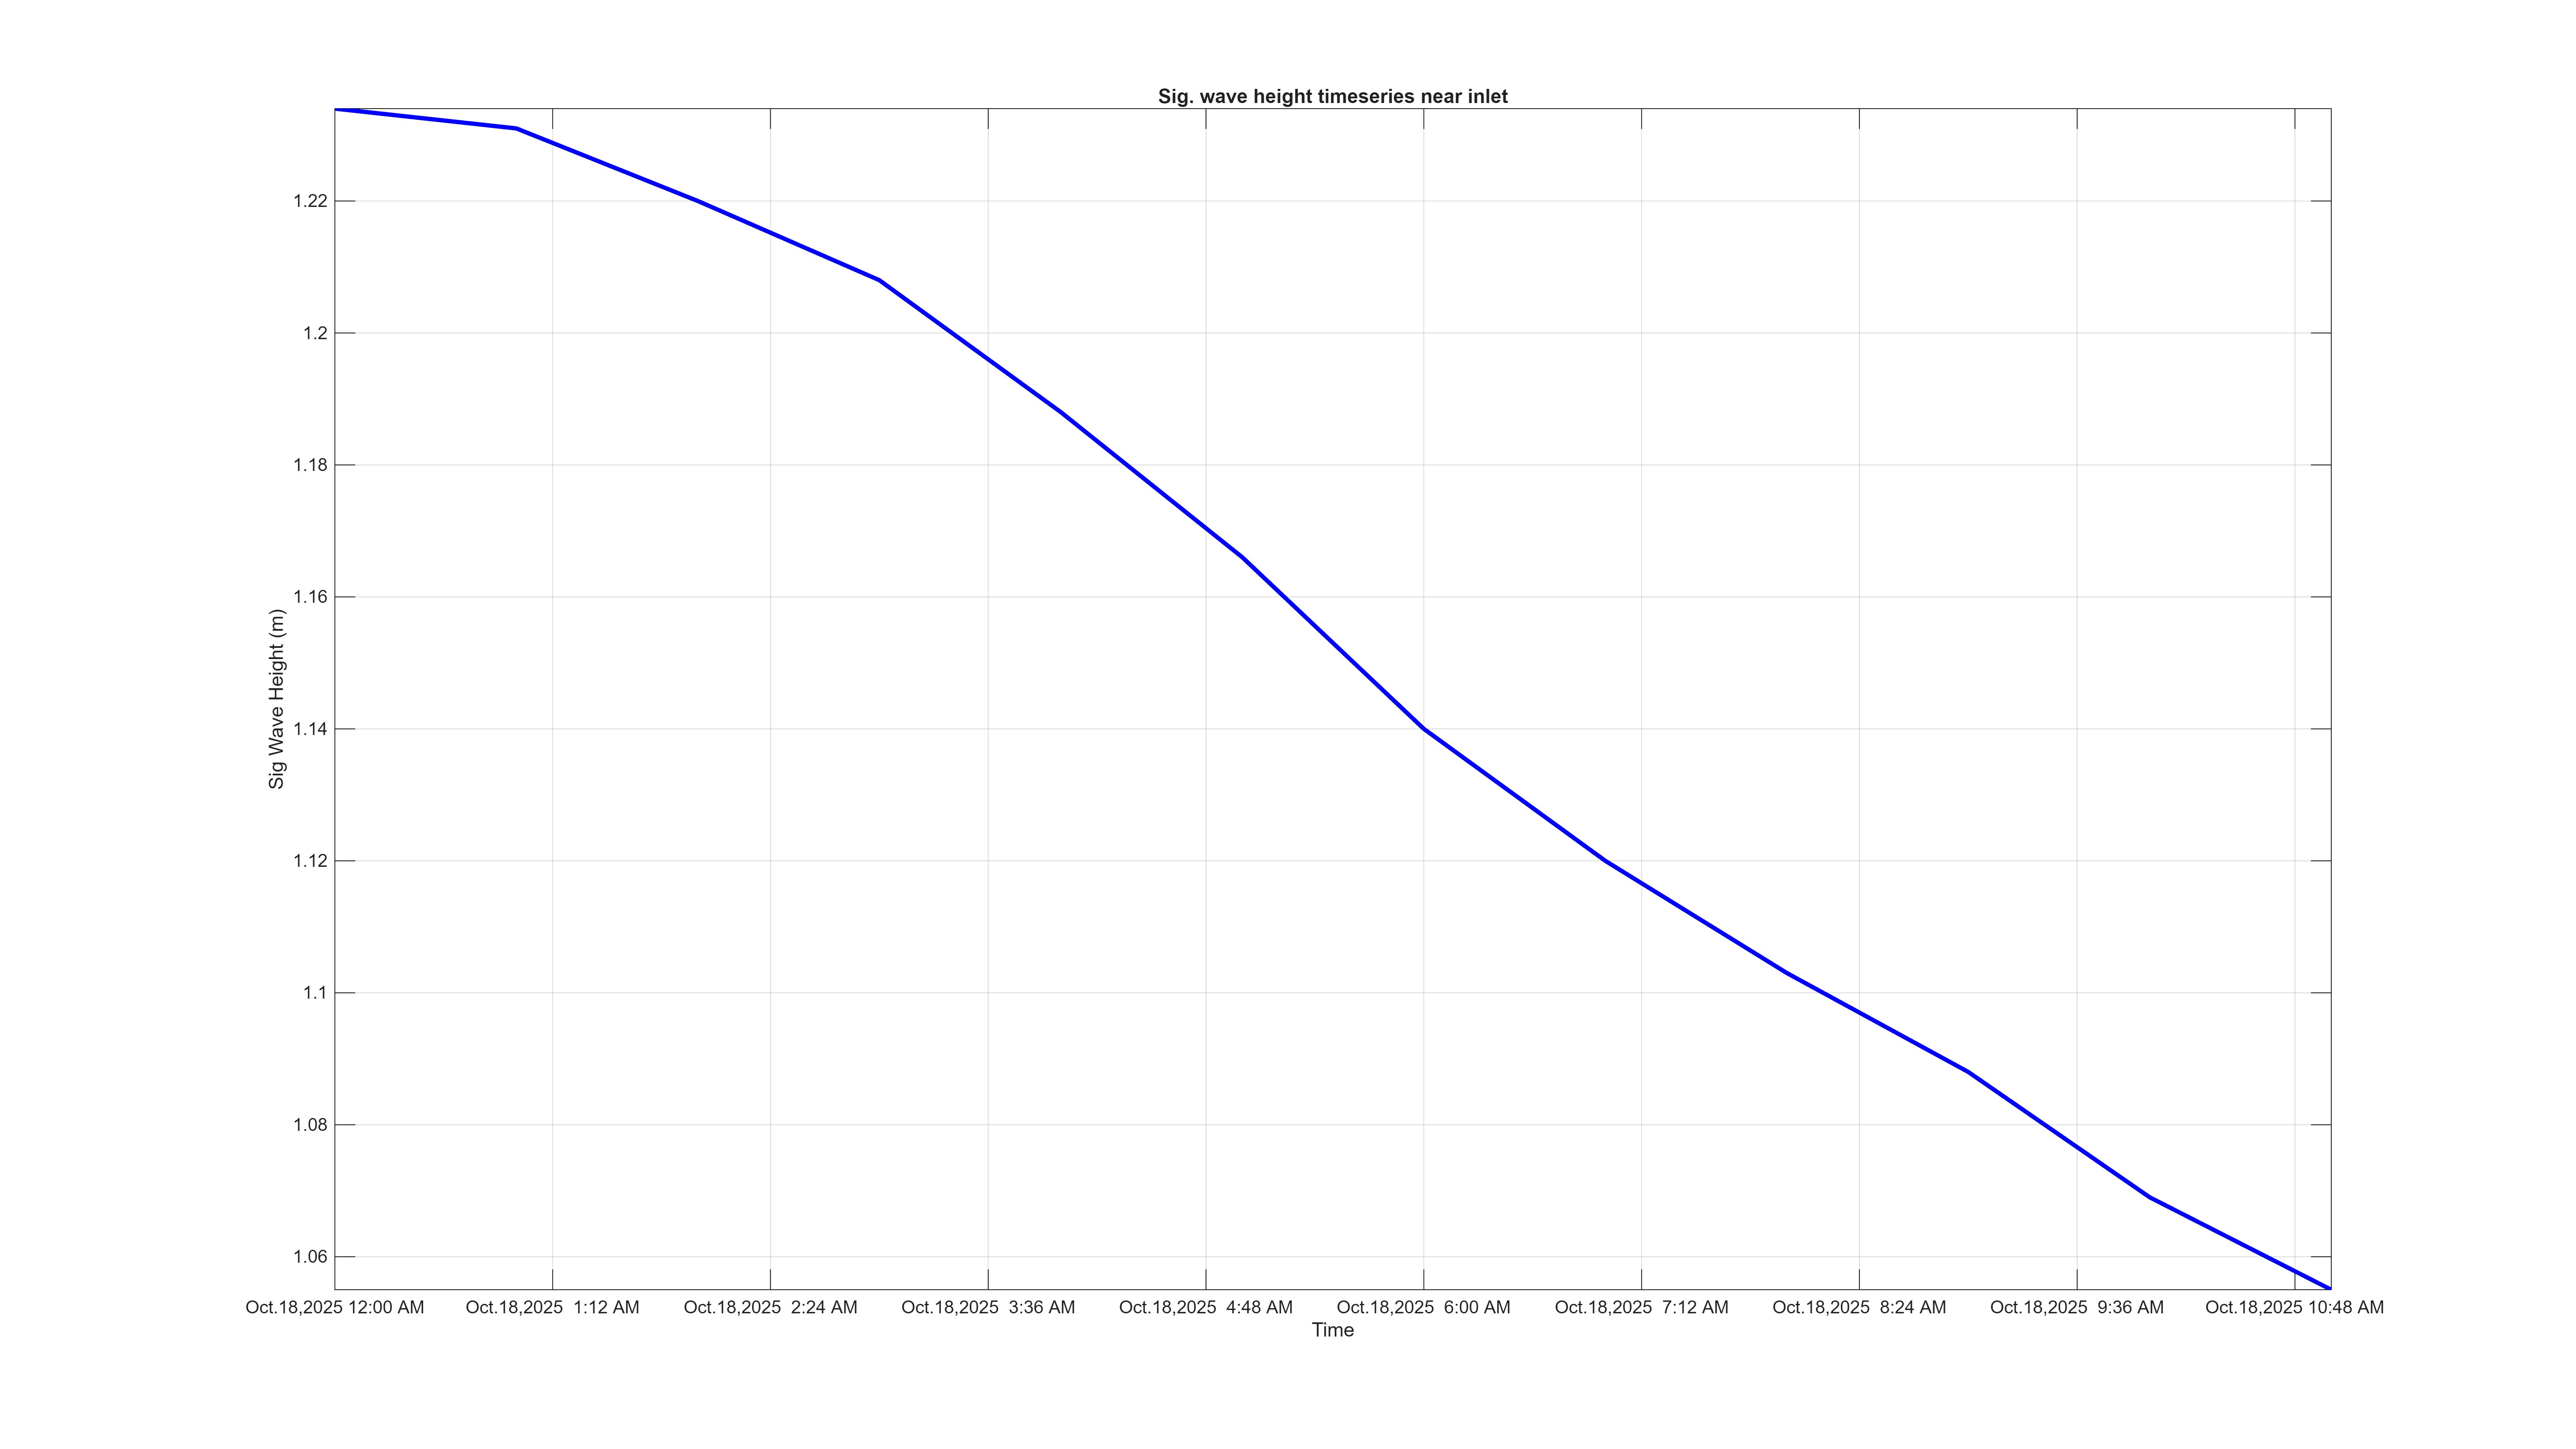 Sig. wave height timeseries near inlet
1.22
1.2
1.18
1.16
1.14
1.12
1.1
1.08
1.06
Sig Wave Height (m)
Oct.18,2025 12:00 AM Oct.18,2025  1:12 AM Oct.18,2025  2:24 AM Oct.18,2025  3:36 AM Oct.18,2025  4:48 AM Oct.18,2025  6:00 AM Oct.18,2025  7:12 AM Oct.18,2025  8:24 AM Oct.18,2025  9:36 AM Oct.18,2025 10:48 AM
Time